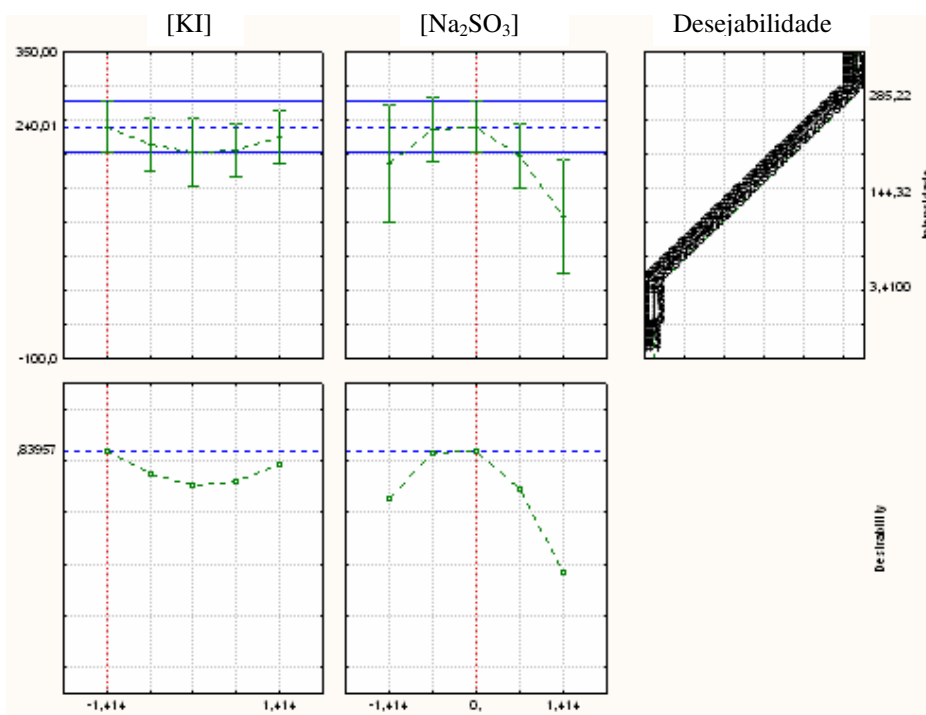 [KI] [Na₂SO₃] Desejabilidade
350,00
285,22
240,01
144,32
3,4100
-100,0
,83957
Desirability
-1,414 1,414 -1,414 0, 1,414